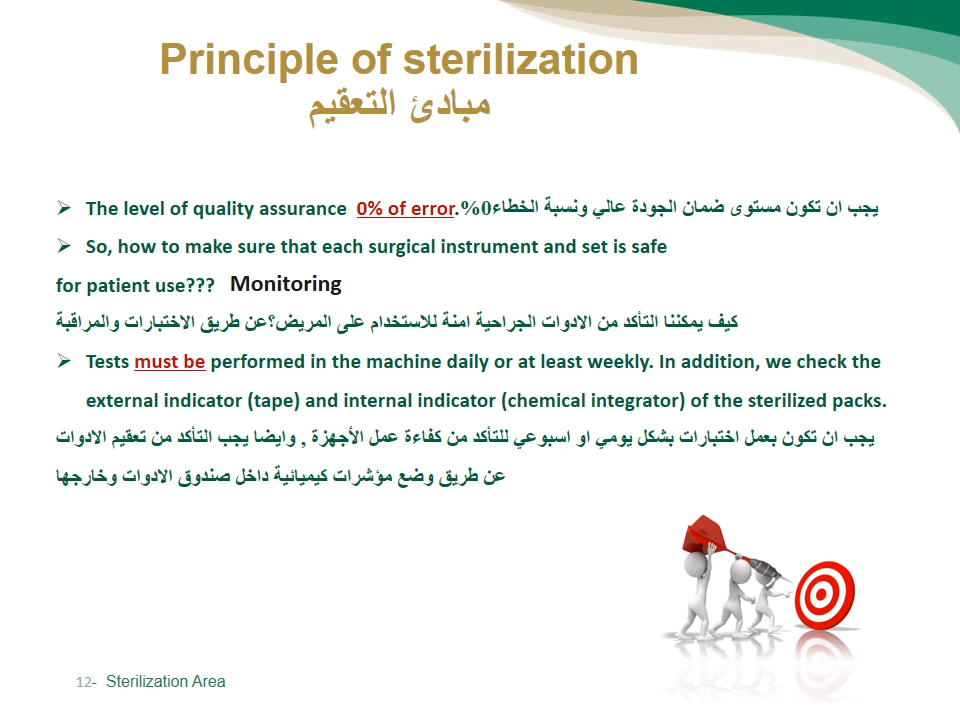 Principle of sterilization
مبادئ التعقيم
➢ The level of quality assurance 0% of error.%0يجب ان تكون مستوى ضمان الجودة عالي ونسبة الخطاء
➢ So, how to make sure that each surgical instrument and set is safe
for patient use??? Monitoring
كيف يمكننا التأكد من الادوات الجراحية امنة للاستخدام على المريض؟عن طريق الاختبارات والمراقبة
➢ Tests must be performed in the machine daily or at least weekly. In addition, we check the
external indicator (tape) and internal indicator (chemical integrator) of the sterilized packs.
يجب ان تكون بعمل اختبارات بشكل يومي او اسبوعي للتأكد من كفاءة عمل الأجهزة , وايضا يجب التأكد من تعقيم الادوات
عن طريق وضع مؤشرات كيميائية داخل صندوق الادوات وخارجها
12- Sterilization Area